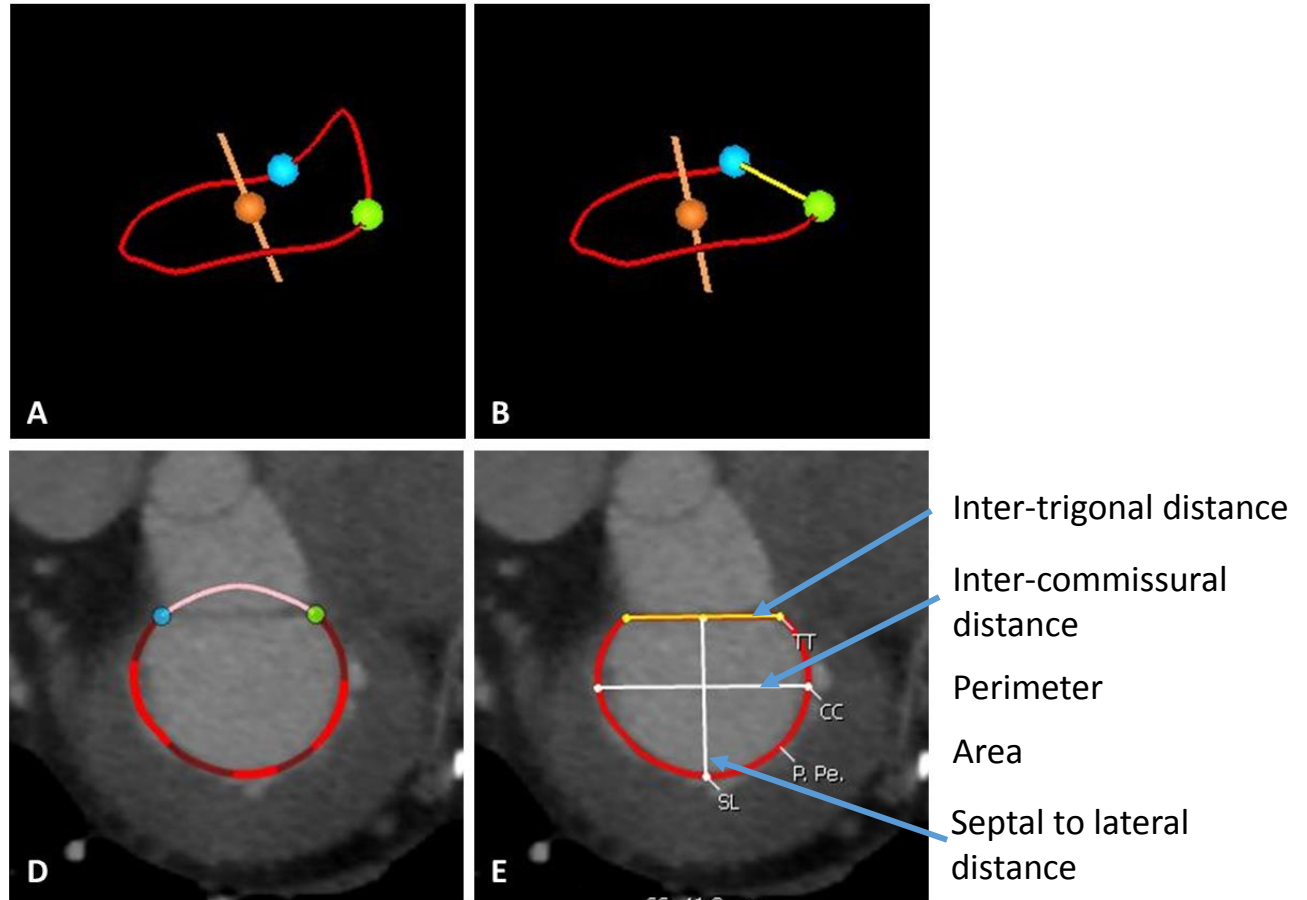 A
B
D
E
TT
CC
P. Pe.
SL
Inter-trigonal distance
Inter-commissural
distance
Perimeter
Area
Septal to lateral
distance